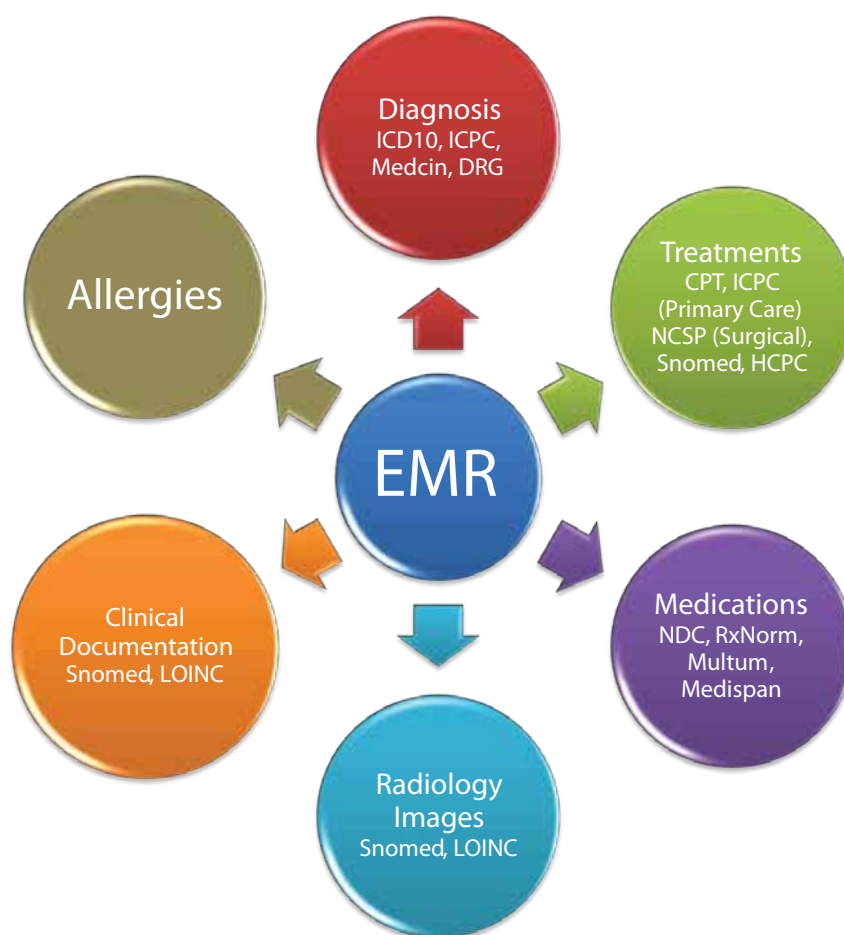 Diagnosis
ICD10, ICPC,
Medcin, DRG
Allergies
Treatments
CPT, ICPC
(Primary Care)
NCSP (Surgical),
Snomed, HCPC
EMR
Clinical
Documentation
Snomed, LOINC
Medications
NDC, RxNorm,
Multum,
Medispan
Radiology
Images
Snomed, LOINC